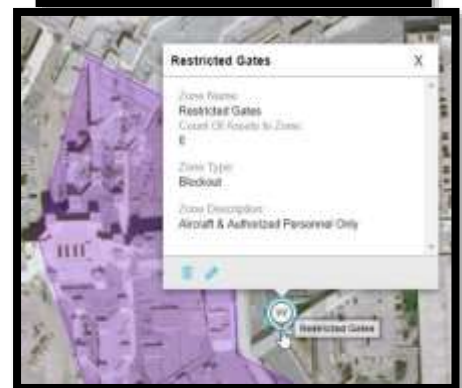 Restricted Gates X
Zone Name:
Restricted Gates
Count Of Assets In Zone:
Zone Type:
Blockout
Zone Description:
Aircraft & Authorized Personnel Only
Restricted Gates